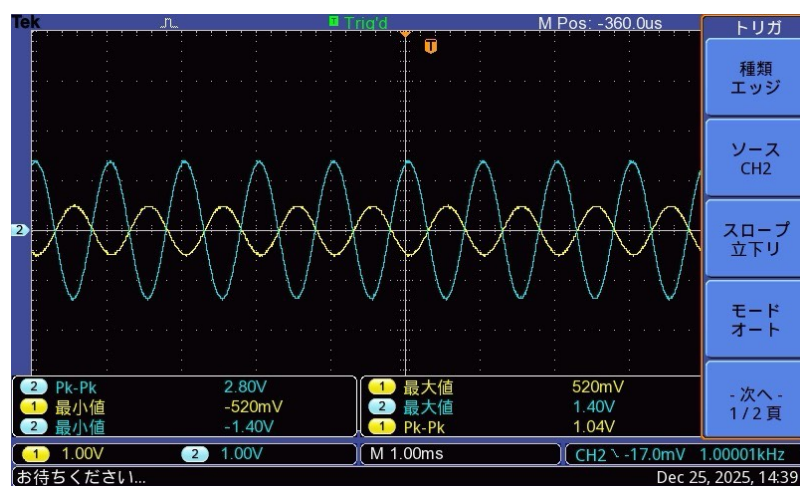 Tek
T Trig'd
M Pos: -360.0us
トリガ
T
種類
エッジ
ソース
CH2
スロープ
立下り
モード
オート
- 次へ -
1/2 頁
2
2 Pk-Pk 2.80V
1 最小値 -520mV
2 最小値 -1.40V
1 最大値 520mV
2 最大値 1.40V
1 Pk-Pk 1.04V
1 1.00V
2 1.00V
M 1.00ms
CH2 \ -17.0mV 1.00001kHz
お待ちください...
Dec 25, 2025, 14:39